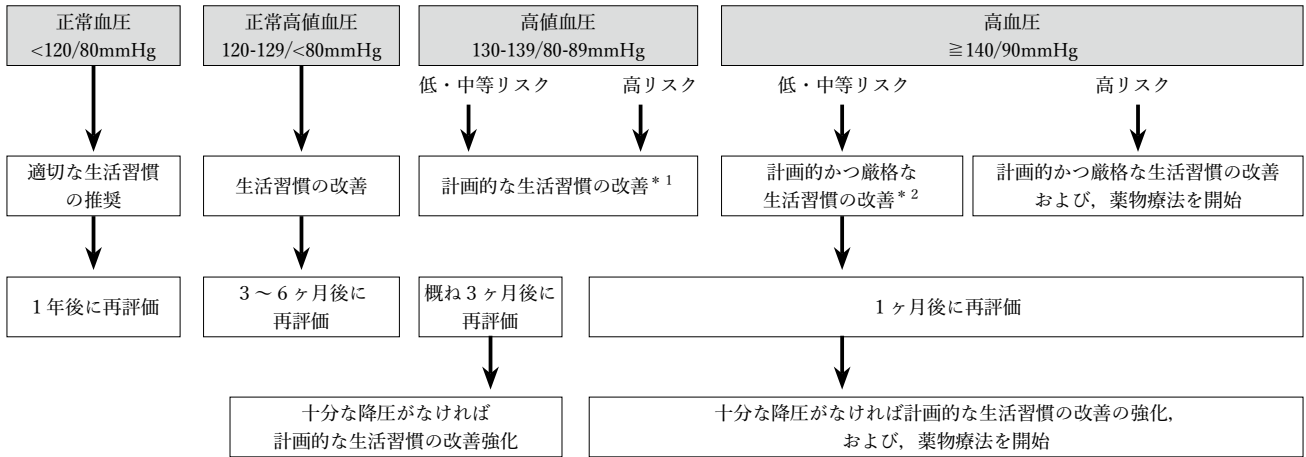 正常血圧
<120/80mmHg
正常高値血圧
120-129/<80mmHg
高値血圧
130-139/80-89mmHg
高血圧
≧140/90mmHg
低・中等リスク
高リスク
低・中等リスク
高リスク
適切な生活習慣
の推奨
生活習慣の改善
計画的な生活習慣の改善*1
計画的かつ厳格な
生活習慣の改善*2
計画的かつ厳格な生活習慣の改善
および，薬物療法を開始
1年後に再評価
3～6ヶ月後に
再評価
概ね3ヶ月後に
再評価
1ヶ月後に再評価
十分な降圧がなければ
計画的な生活習慣の改善強化
十分な降圧がなければ計画的な生活習慣の改善の強化，
および，薬物療法を開始